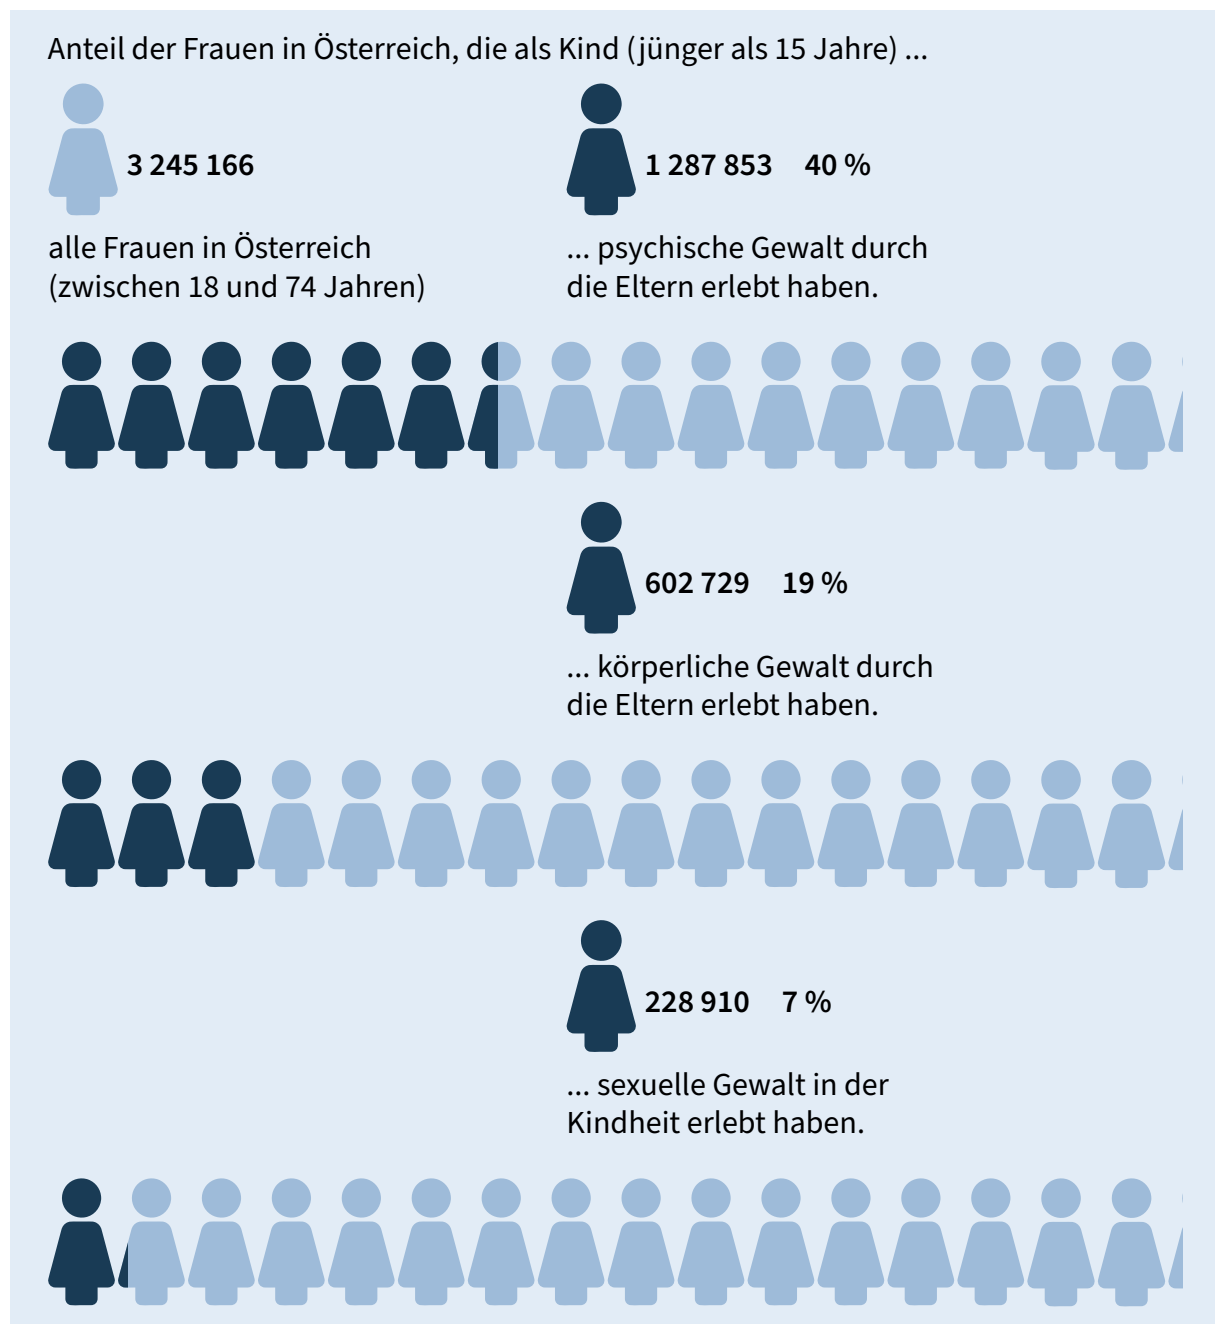 Anteil der Frauen in Österreich, die als Kind (jünger als 15 Jahre) ...
3 245 166
alle Frauen in Österreich
(zwischen 18 und 74 Jahren)
1 287 853 40 %
... psychische Gewalt durch
die Eltern erlebt haben.
602 729 19 %
... körperliche Gewalt durch
die Eltern erlebt haben.
228 910 7 %
... sexuelle Gewalt in der
Kindheit erlebt haben.